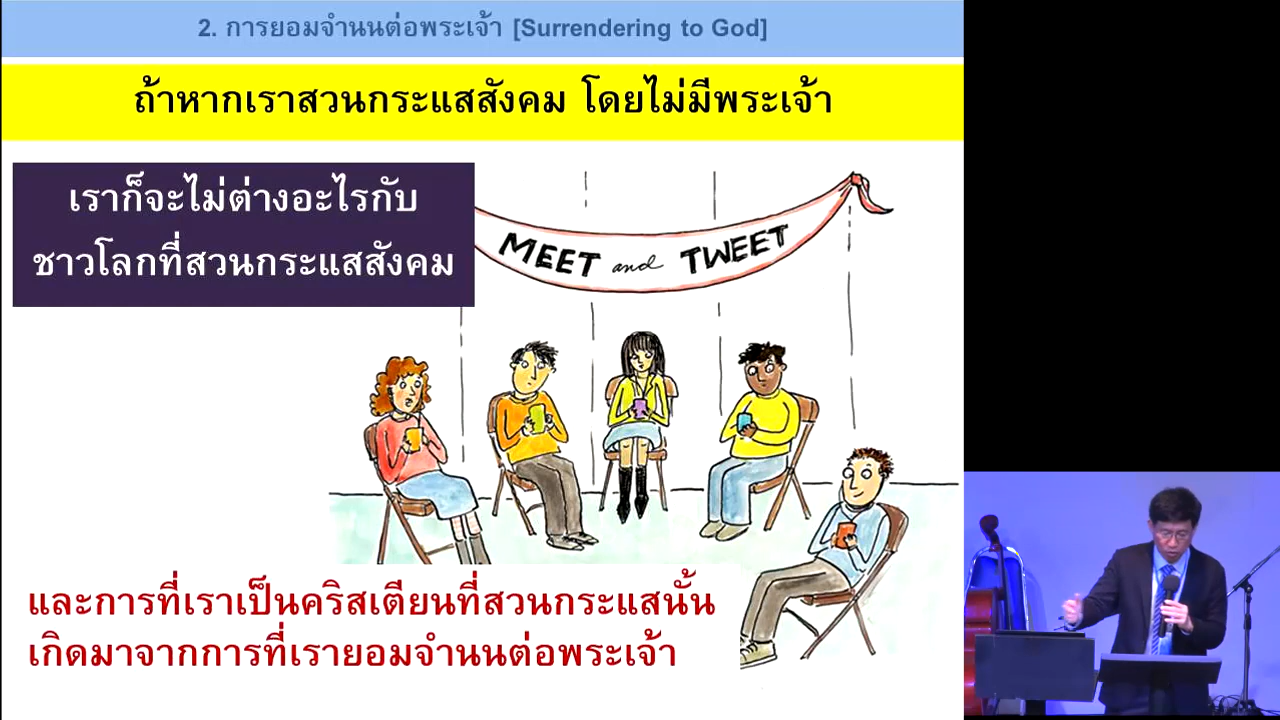 2. การยอมจำนนต่อพระเจ้า [Surrendering to God]
ถ้าหากเราสวนกระแสสังคม โดยไม่มีพระเจ้า
เราก็จะไม่ต่างอะไรกับ
ชาวโลกที่สวนกระแสสังคม
MEET and TWEET
และการที่เราเป็นคริสเตียนที่สวนกระแสนั้น
เกิดมาจากการที่เรายอมจำนนต่อพระเจ้า